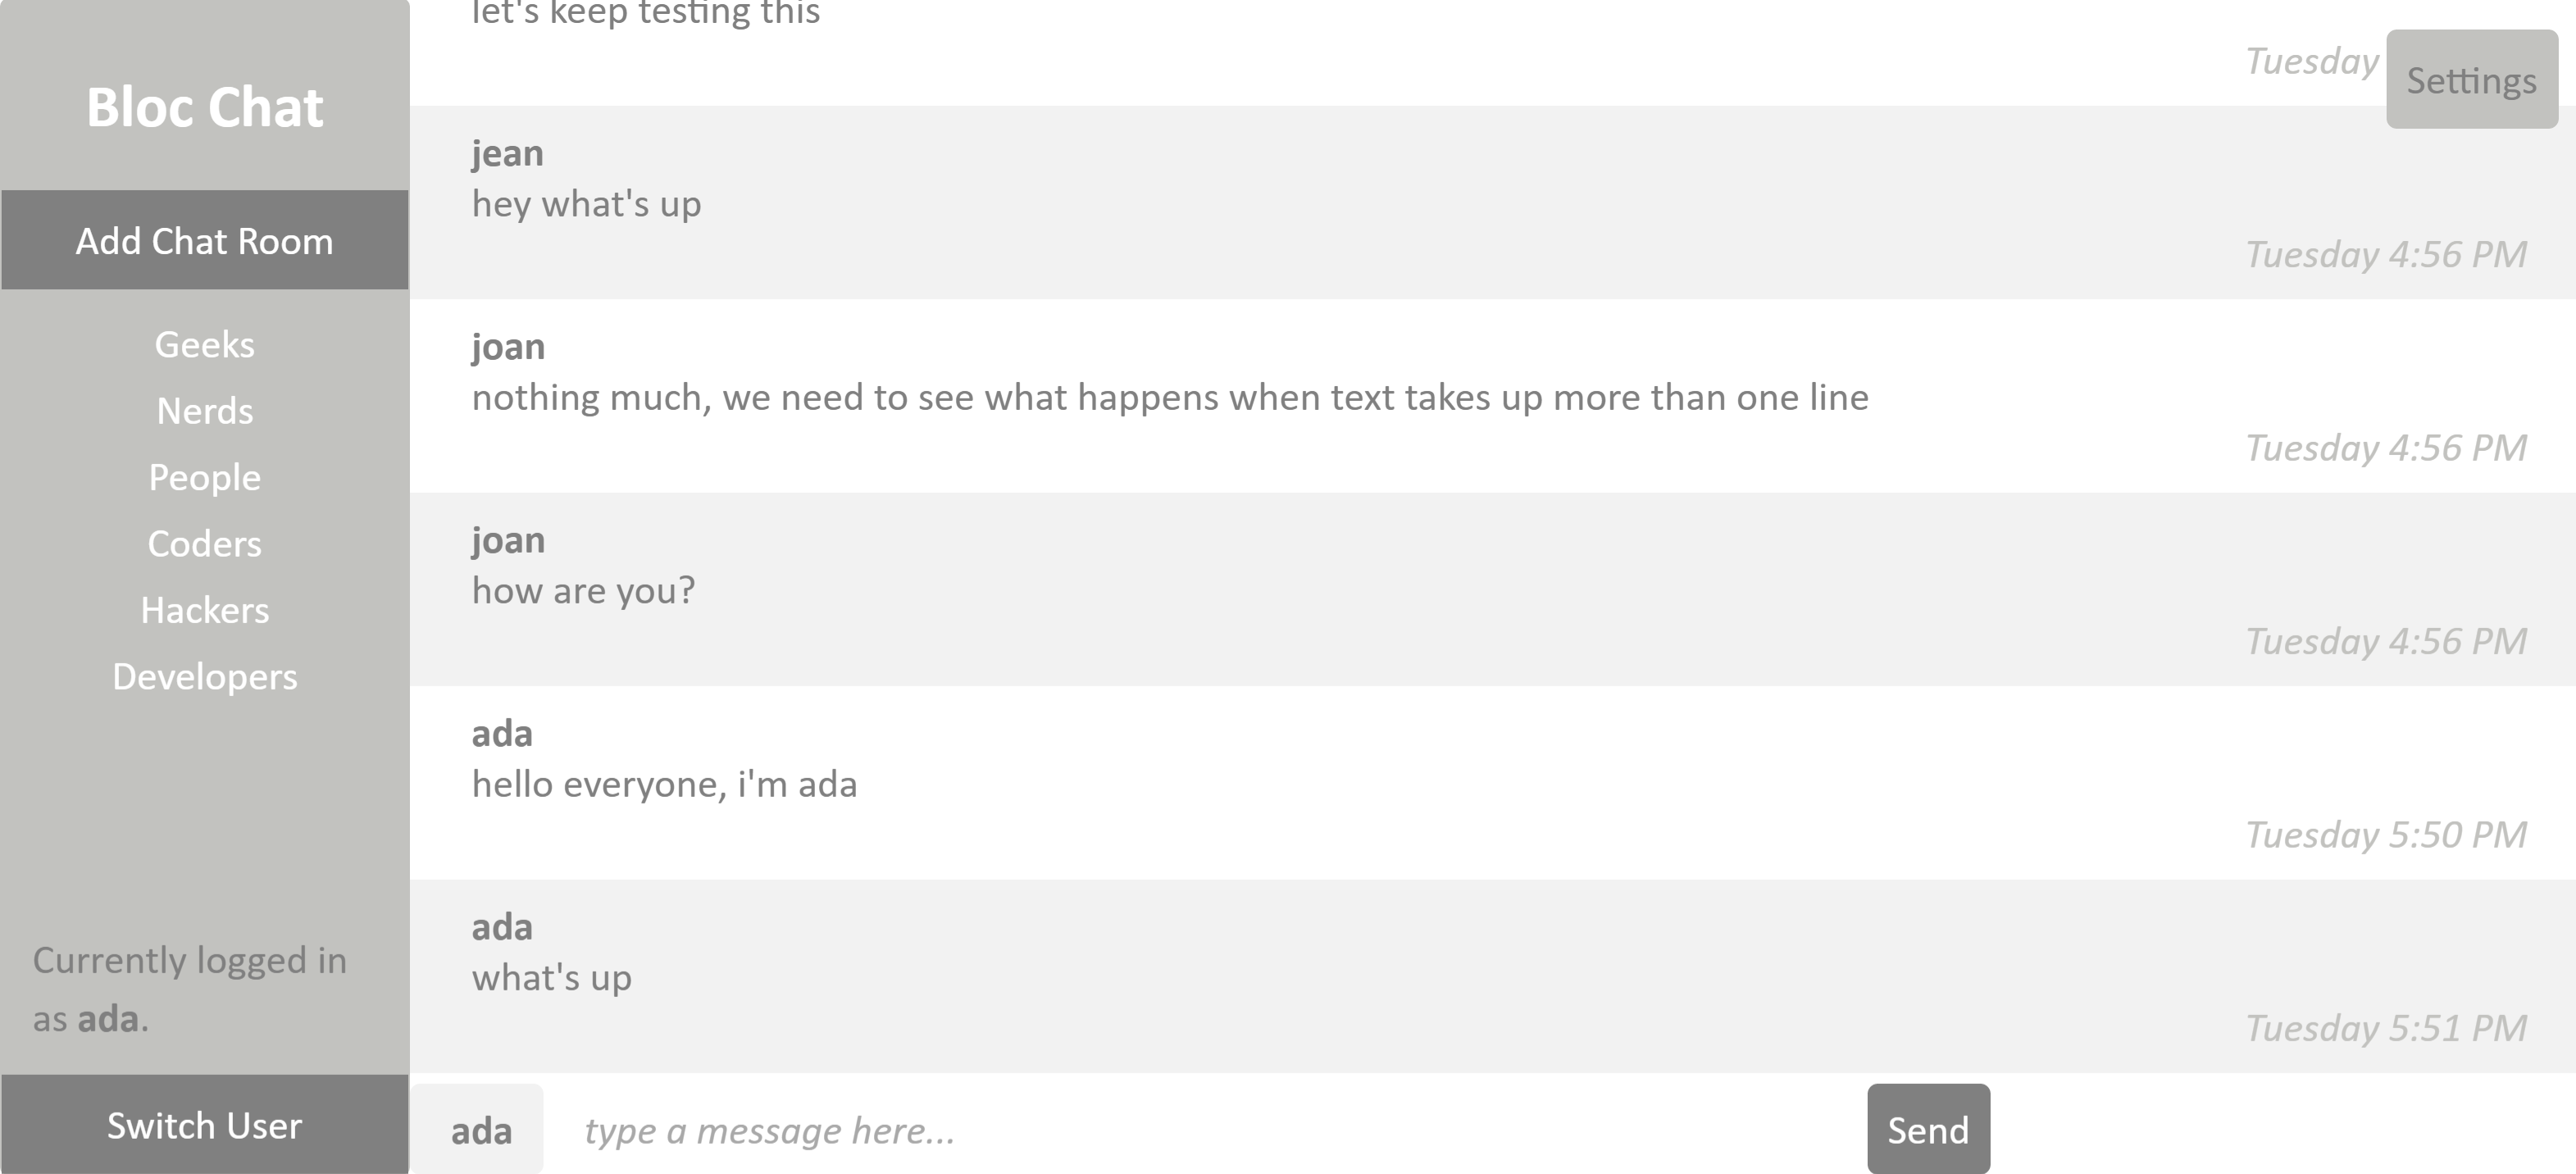 Bloc Chat
Add Chat Room
Geeks
Nerds
People
Coders
Hackers
Developers
Currently logged in
as ada.
Switch User
let's keep testing this
Tuesday
Settings
jean
hey what's up
Tuesday 4:56 PM
joan
nothing much, we need to see what happens when text takes up more than one line
Tuesday 4:56 PM
joan
how are you?
Tuesday 4:56 PM
ada
hello everyone, i'm ada
Tuesday 5:50 PM
ada
what's up
Tuesday 5:51 PM
ada
type a message here...
Send